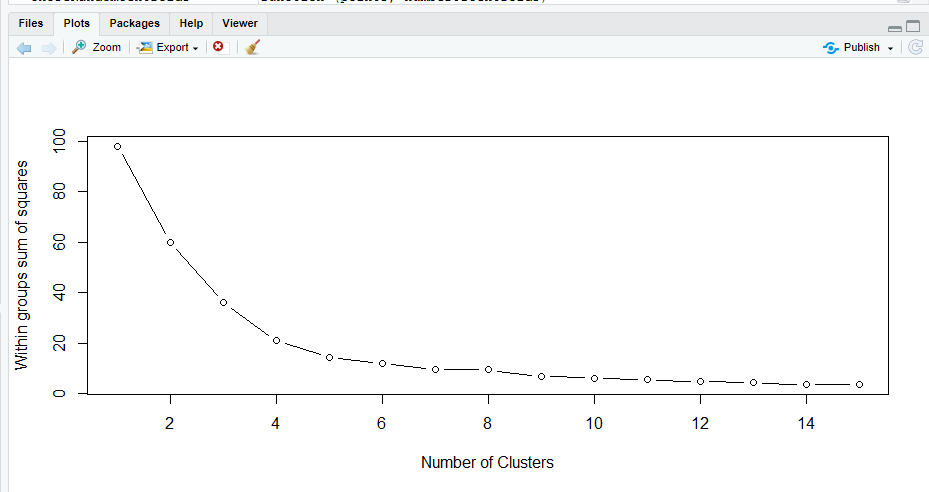 Files Plots Packages Help Viewer
Zoom Export Publish
Within groups sum of squares
100
80
60
40
20
0
2 4 6 8 10 12 14
Number of Clusters